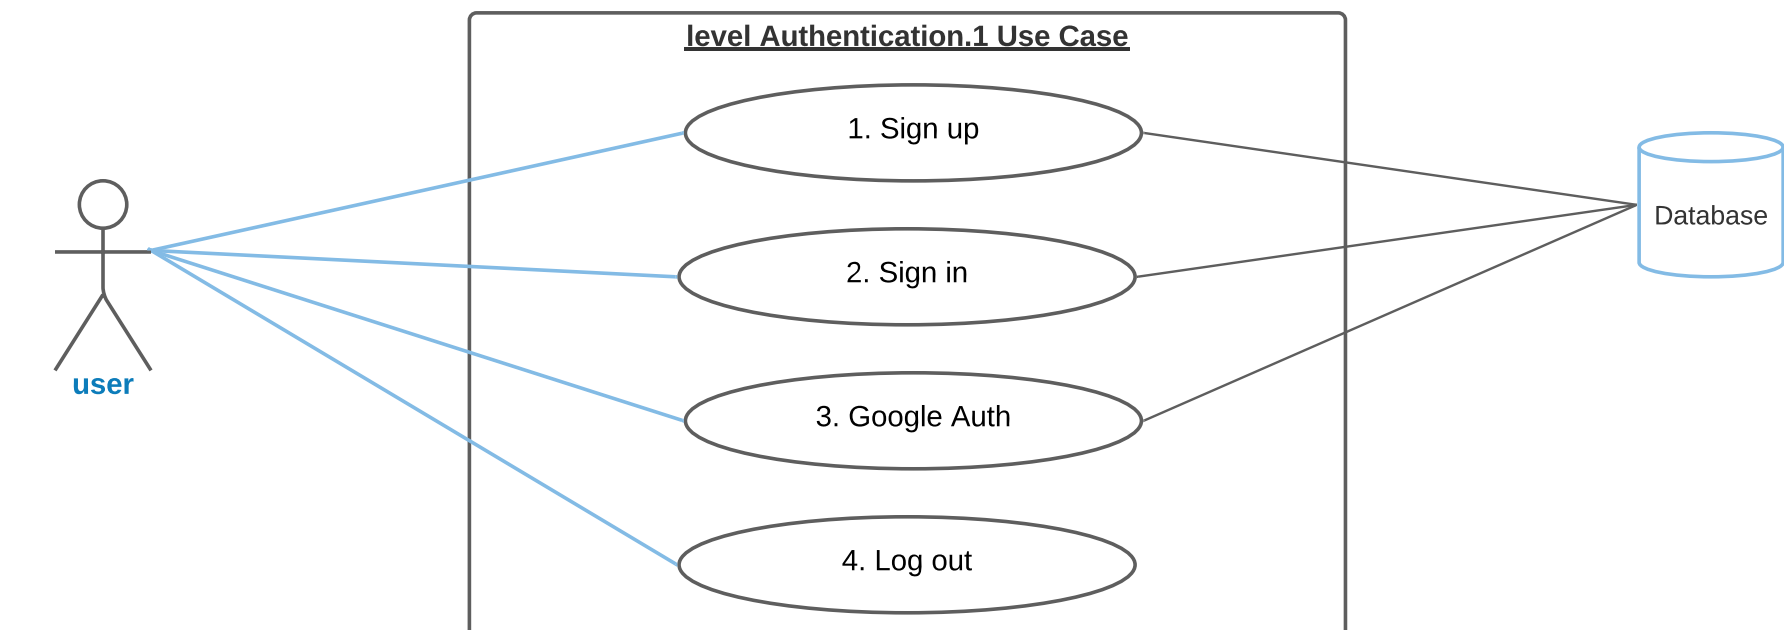 level Authentication.1 Use Case
1. Sign up
Database
2. Sign in
user
3. Google Auth
4. Log out